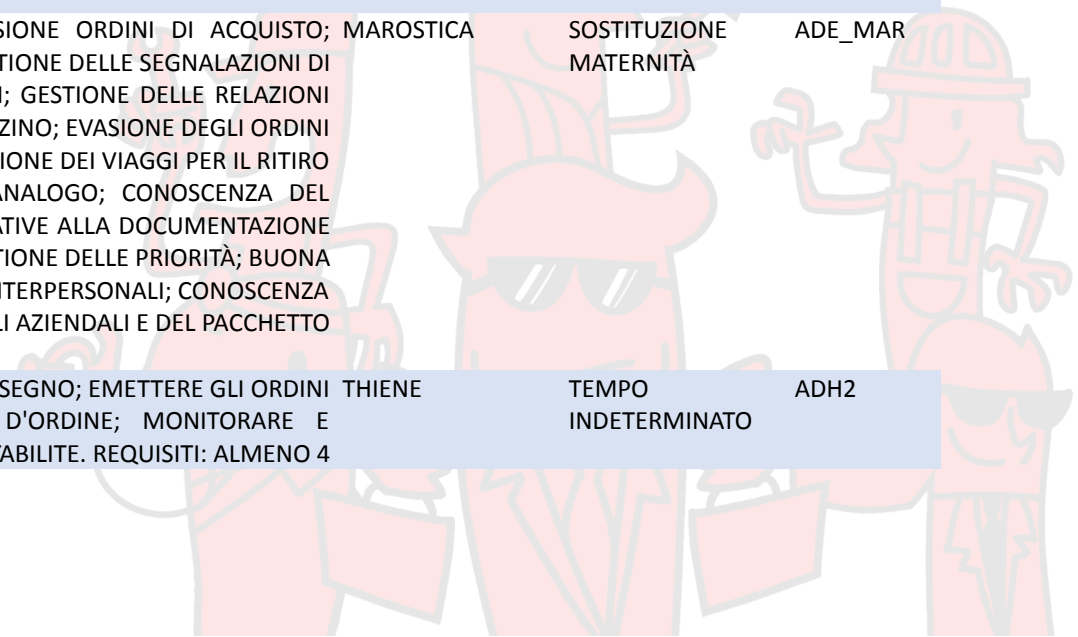 SIONE ORDINI DI ACQUISTO; MAROSTICA SOSTITUZIONE ADE_MAR
TIONE DELLE SEGNALAZIONI DI MATERNITÀ
I; GESTIONE DELLE RELAZIONI
ZINO; EVASIONE DEGLI ORDINI
IONE DEI VIAGGI PER IL RITIRO
ANALOGO; CONOSCENZA DEL
ATIVE ALLA DOCUMENTAZIONE
TIONE DELLE PRIORITÀ; BUONA
NTERPERSONALI; CONOSCENZA
LI AZIENDALI E DEL PACCHETTO
SEGNO; EMETTERE GLI ORDINI THIENE TEMPO ADH2
D'ORDINE; MONITORARE E INDETERMINATO
TABILITE. REQUISITI: ALMENO 4